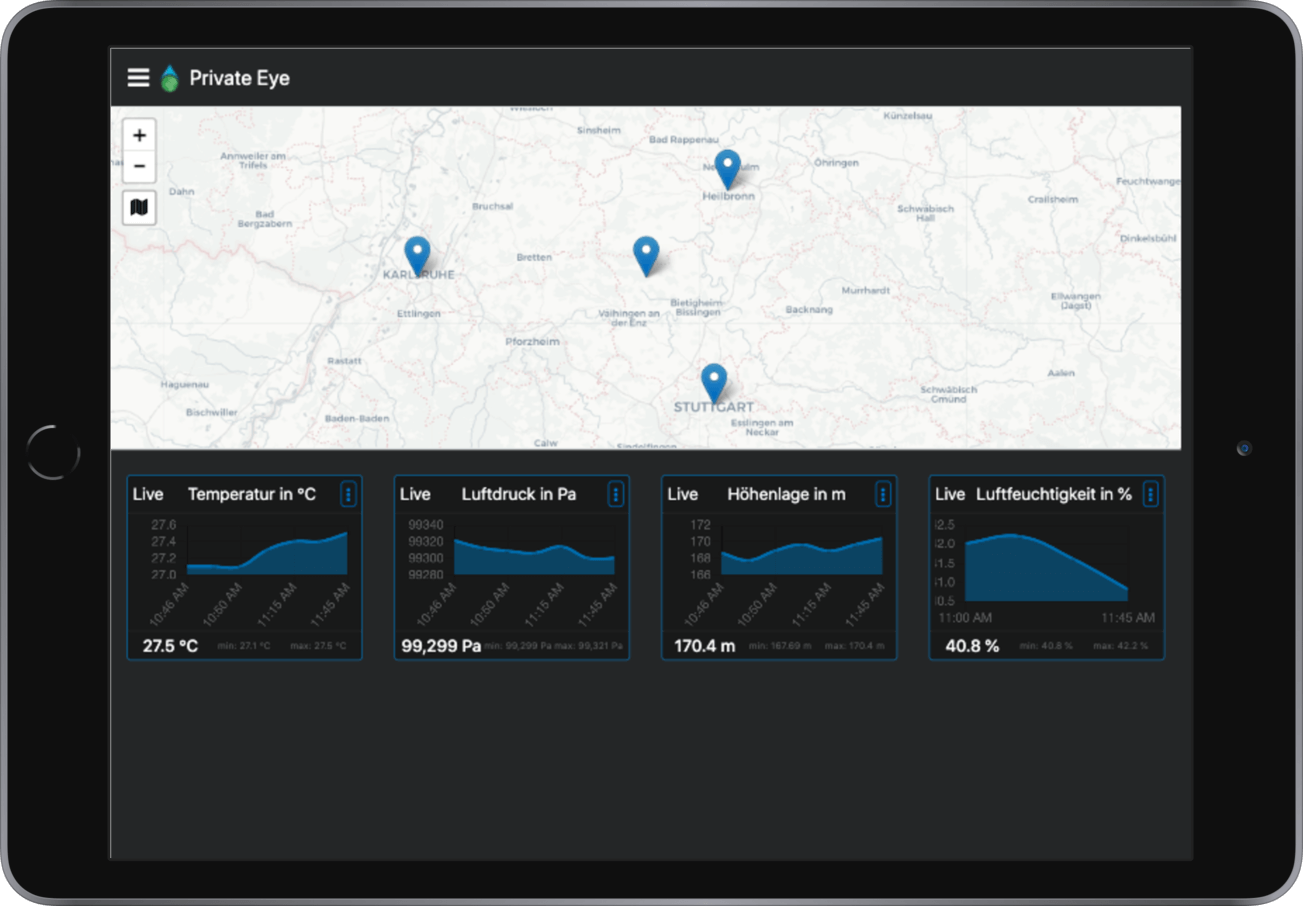 Private Eye
+
−
Künzelsau
Sinsheim
Bad Rappenau
Annweiler am
Trifels
Öhringen
Dahn
Feuchtwange
Heilbronn
Crailsheim
Bruchsal
Schwäbisch
Hall
Bad
Bergzabern
Dinkelsbühl
Bretten
KARLSRUHE
Murrhardt
Ellwangen
(Jagst)
Bietigheim-
Bissingen
Backnang
Ettlingen
Vaihingen an
der Enz
Pforzheim
Rastatt
Aalen
Haguenau
Schwäbisch
Gmünd
Bischwiller
STUTTGART
Baden-Baden
Esslingen am
Neckar
Calw
Sindelfingen
Live Temperatur in °C
27.6
27.4
27.2
27.0
10:46 AM 10:50 AM 11:15 AM 11:45 AM
27.5 °C min: 27.1 °C max: 27.5 °C
Live Luftdruck in Pa
99340
99320
99300
99280
10:46 AM 10:50 AM 11:15 AM 11:45 AM
99,299 Pa min: 99,299 Pa max: 99,321 Pa
Live Höhenlage in m
172
170
168
166
10:46 AM 10:50 AM 11:15 AM 11:45 AM
170.4 m min: 167.69 m max: 170.4 m
Live Luftfeuchtigkeit in %
2.5
2.0
1.5
1.0
0.5
11:00 AM 11:45 AM
40.8 % min: 40.8 % max: 42.2 %